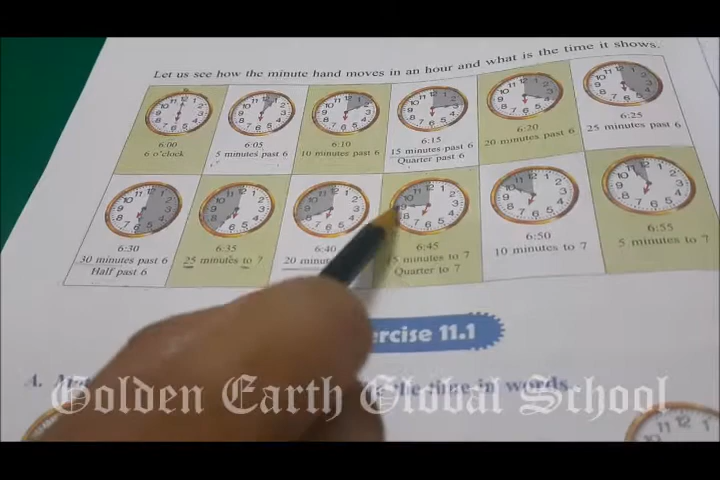 Let us see how the minute hand moves in an hour and what is the time it shows.
6:00
6 o'clock
6:05
5 minutes past 6
6:10
10 minutes past 6
6:15
15 minutes past 6
Quarter past 6
6:20
20 minutes past 6
6:25
25 minutes past 6
6:30
30 minutes past 6
Half past 6
6:35
25 minutes to 7
6:40
20
6:45
minutes to 7
Quarter to 7
6:50
10 minutes to 7
6:55
5 minutes to 7
11.1
A.
the time in words.
Golden Earth Global School